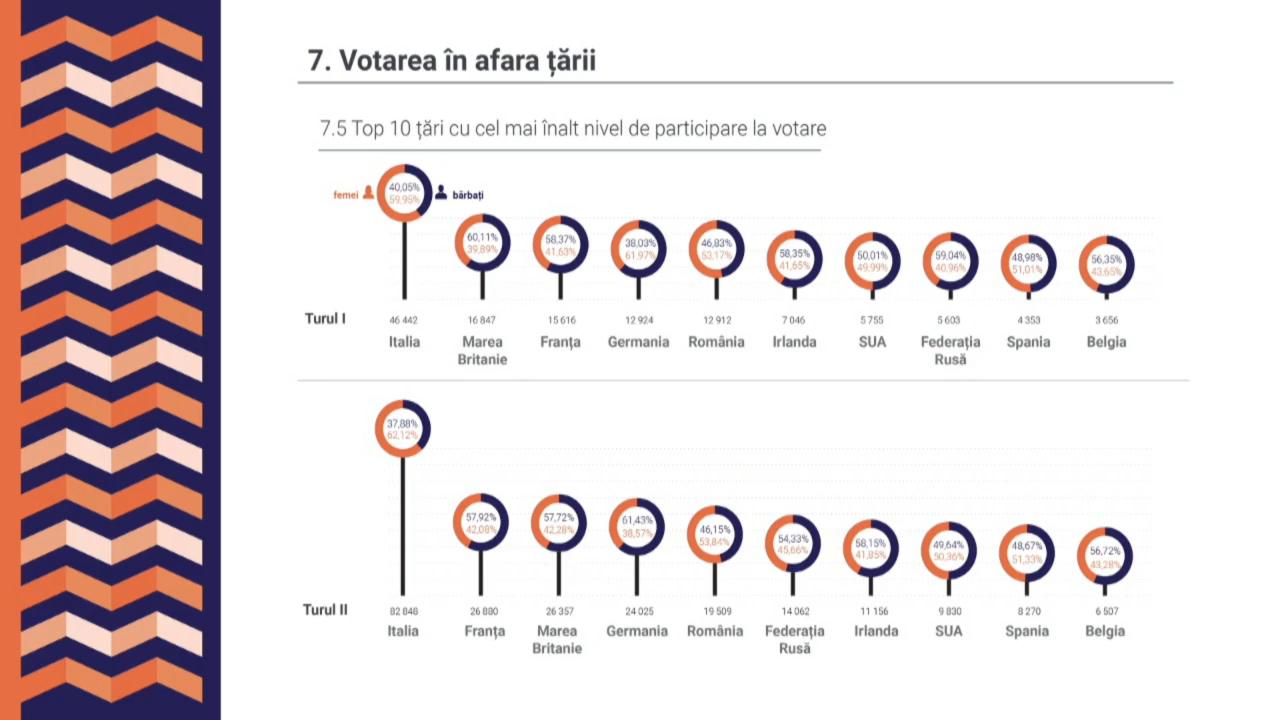 7. Votarea în afara țării
7.5 Top 10 țări cu cel mai înalt nivel de participare la votare
femei
bărbați
40,05%
59,95%
60,11%
39,89%
58,37%
41,63%
38,03%
61,97%
46,83%
53,17%
58,35%
41,65%
50,01%
49,99%
59,04%
40,96%
48,98%
51,01%
56,35%
43,65%
Turul I
46 442
16 847
15 616
12 924
12 912
7 046
5 755
5 603
4 353
3 656
Italia
Marea
Britanie
Franța
Germania
România
Irlanda
SUA
Federația
Rusă
Spania
Belgia
37,88%
62,12%
57,92%
42,08%
57,72%
42,28%
61,43%
38,57%
46,15%
53,84%
54,33%
45,66%
58,15%
41,85%
49,64%
50,36%
48,67%
51,33%
56,72%
43,28%
Turul II
82 848
26 880
26 357
24 025
19 509
14 062
11 156
9 830
8 270
6 507
Italia
Franța
Marea
Britanie
Germania
România
Federația
Rusă
Irlanda
SUA
Spania
Belgia